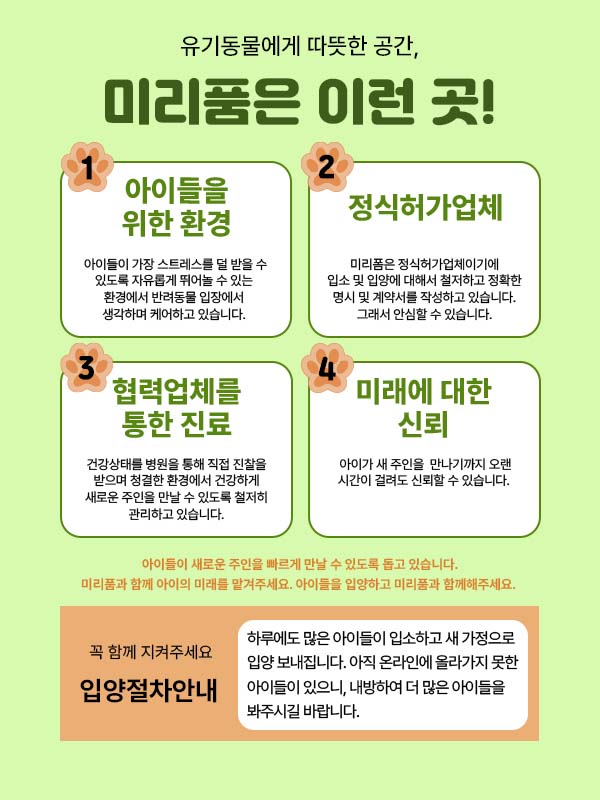 유기동물에게 따뜻한 공간,
미리품은 이런 곳!
1
아이들을
위한 환경
아이들이 가장 스트레스를 덜 받을 수
있도록 자유롭게 뛰어놀 수 있는
환경에서 반려동물 입장에서
생각하며 케어하고 있습니다.
2
정식허가업체
미리품은 정식허가업체이기에
입소 및 입양에 대해서 철저하고 정확한
명시 및 계약서를 작성하고 있습니다.
그래서 안심할 수 있습니다.
3
협력업체를
통한 진료
건강상태를 병원을 통해 직접 진찰을
받으며 청결한 환경에서 건강하게
새로운 주인을 만날 수 있도록 철저히
관리하고 있습니다.
4
미래에 대한
신뢰
아이가 새 주인을 만나기까지 오랜
시간이 걸려도 신뢰할 수 있습니다.
아이들이 새로운 주인을 빠르게 만날 수 있도록 돕고 있습니다.
미리품과 함께 아이의 미래를 맡겨주세요. 아이들을 입양하고 미리품과 함께해주세요.
꼭 함께 지켜주세요
입양절차안내
하루에도 많은 아이들이 입소하고 새 가정으로
입양 보내집니다. 아직 온라인에 올라가지 못한
아이들이 있으니, 내방하여 더 많은 아이들을
봐주시길 바랍니다.